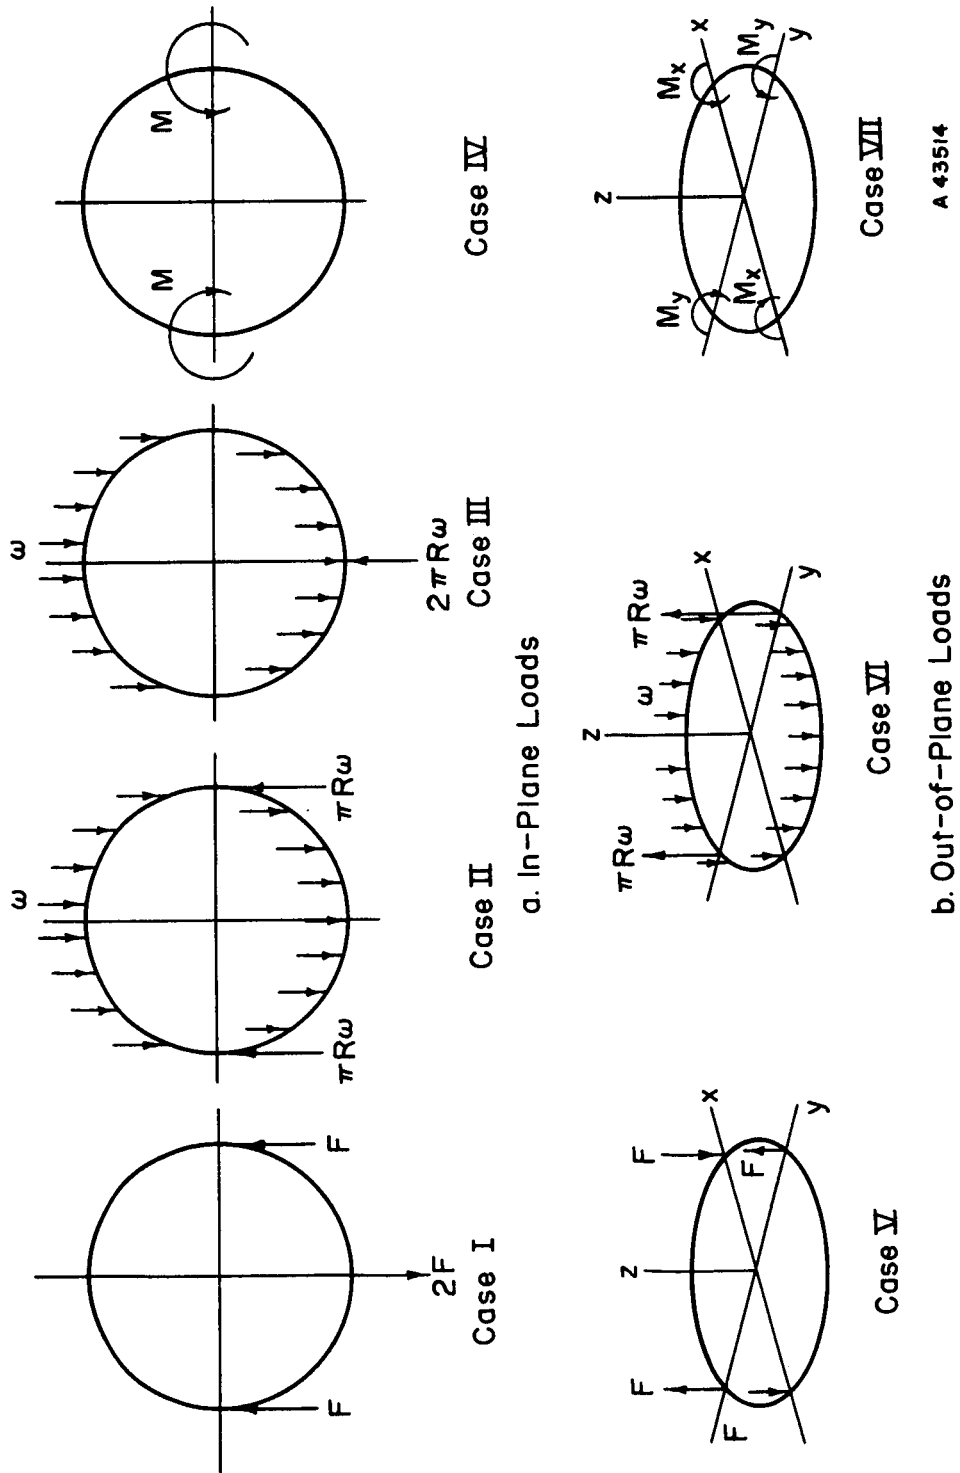 F
F
2F
Case I
ω
πRω
πRω
Case II
ω
2πRω
Case III
M
M
Case IV
a. In-Plane Loads
z
x
y
F
F
F
F
Case V
z
x
y
ω
πRω
πRω
Case VI
z
x
y
My
Mx
Mx
My
Case VII
b. Out-of-Plane Loads
A 43514